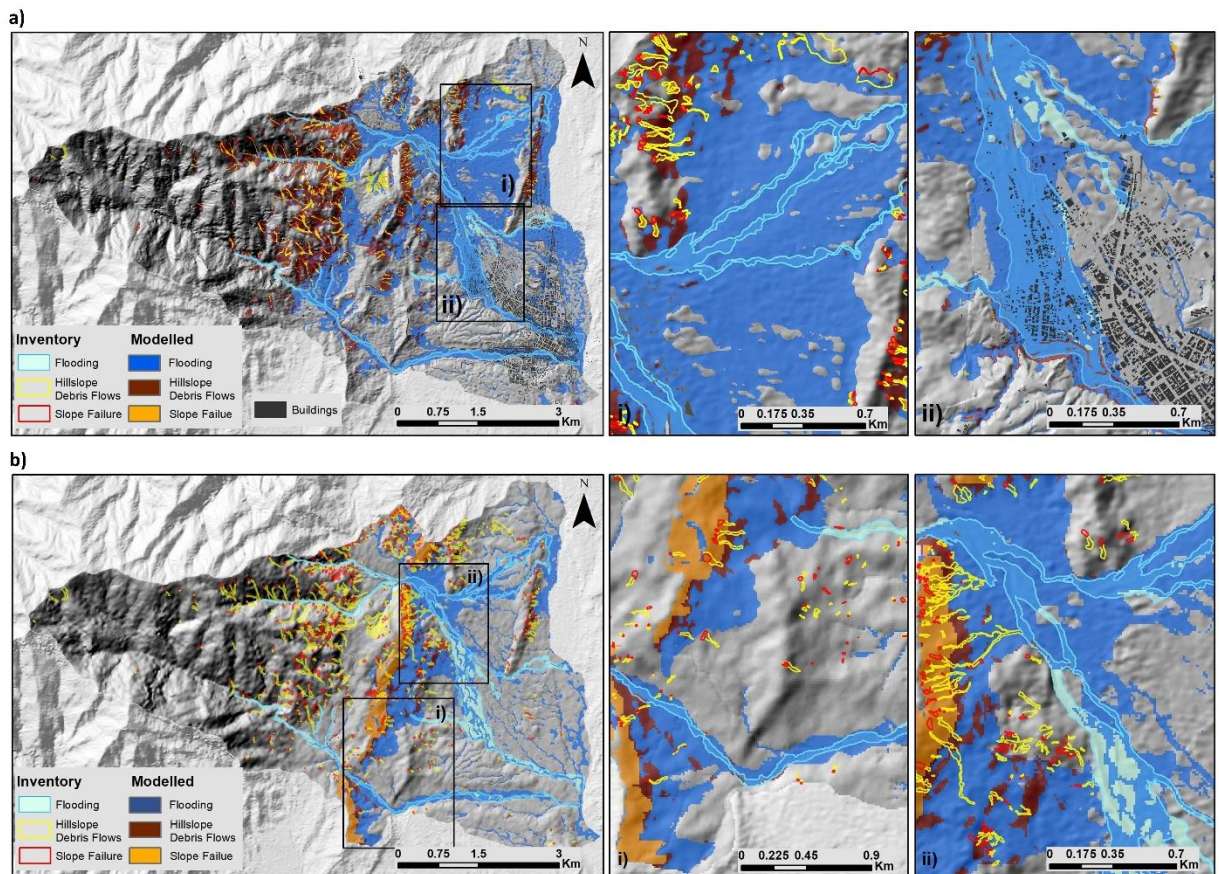 a)
N
i)
ii)
Inventory Modelled
Flooding Flooding
Hillslope Hillslope
Debris Flows Debris Flows
Slope Failure Slope Failue
Buildings
0 0.75 1.5 3
Km
i)
0 0.175 0.35 0.7
Km
ii)
0 0.175 0.35 0.7
Km
b)
N
ii)
i)
Inventory Modelled
Flooding Flooding
Hillslope Hillslope
Debris Flows Debris Flows
Slope Failure Slope Failue
0 0.75 1.5 3
Km
i)
0 0.225 0.45 0.9
Km
ii)
0 0.175 0.35 0.7
Km